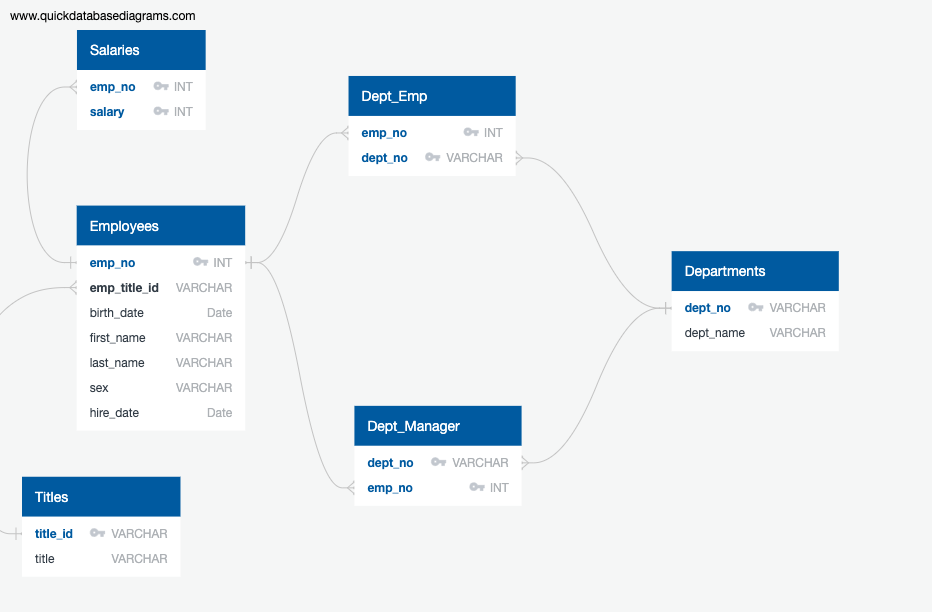 www.quickdatabasediagrams.com
Salaries
emp_no INT
salary INT
Dept_Emp
emp_no INT
dept_no VARCHAR
Employees
emp_no INT
emp_title_id VARCHAR
birth_date Date
first_name VARCHAR
last_name VARCHAR
sex VARCHAR
hire_date Date
Departments
dept_no VARCHAR
dept_name VARCHAR
Dept_Manager
dept_no VARCHAR
emp_no INT
Titles
title_id VARCHAR
title VARCHAR